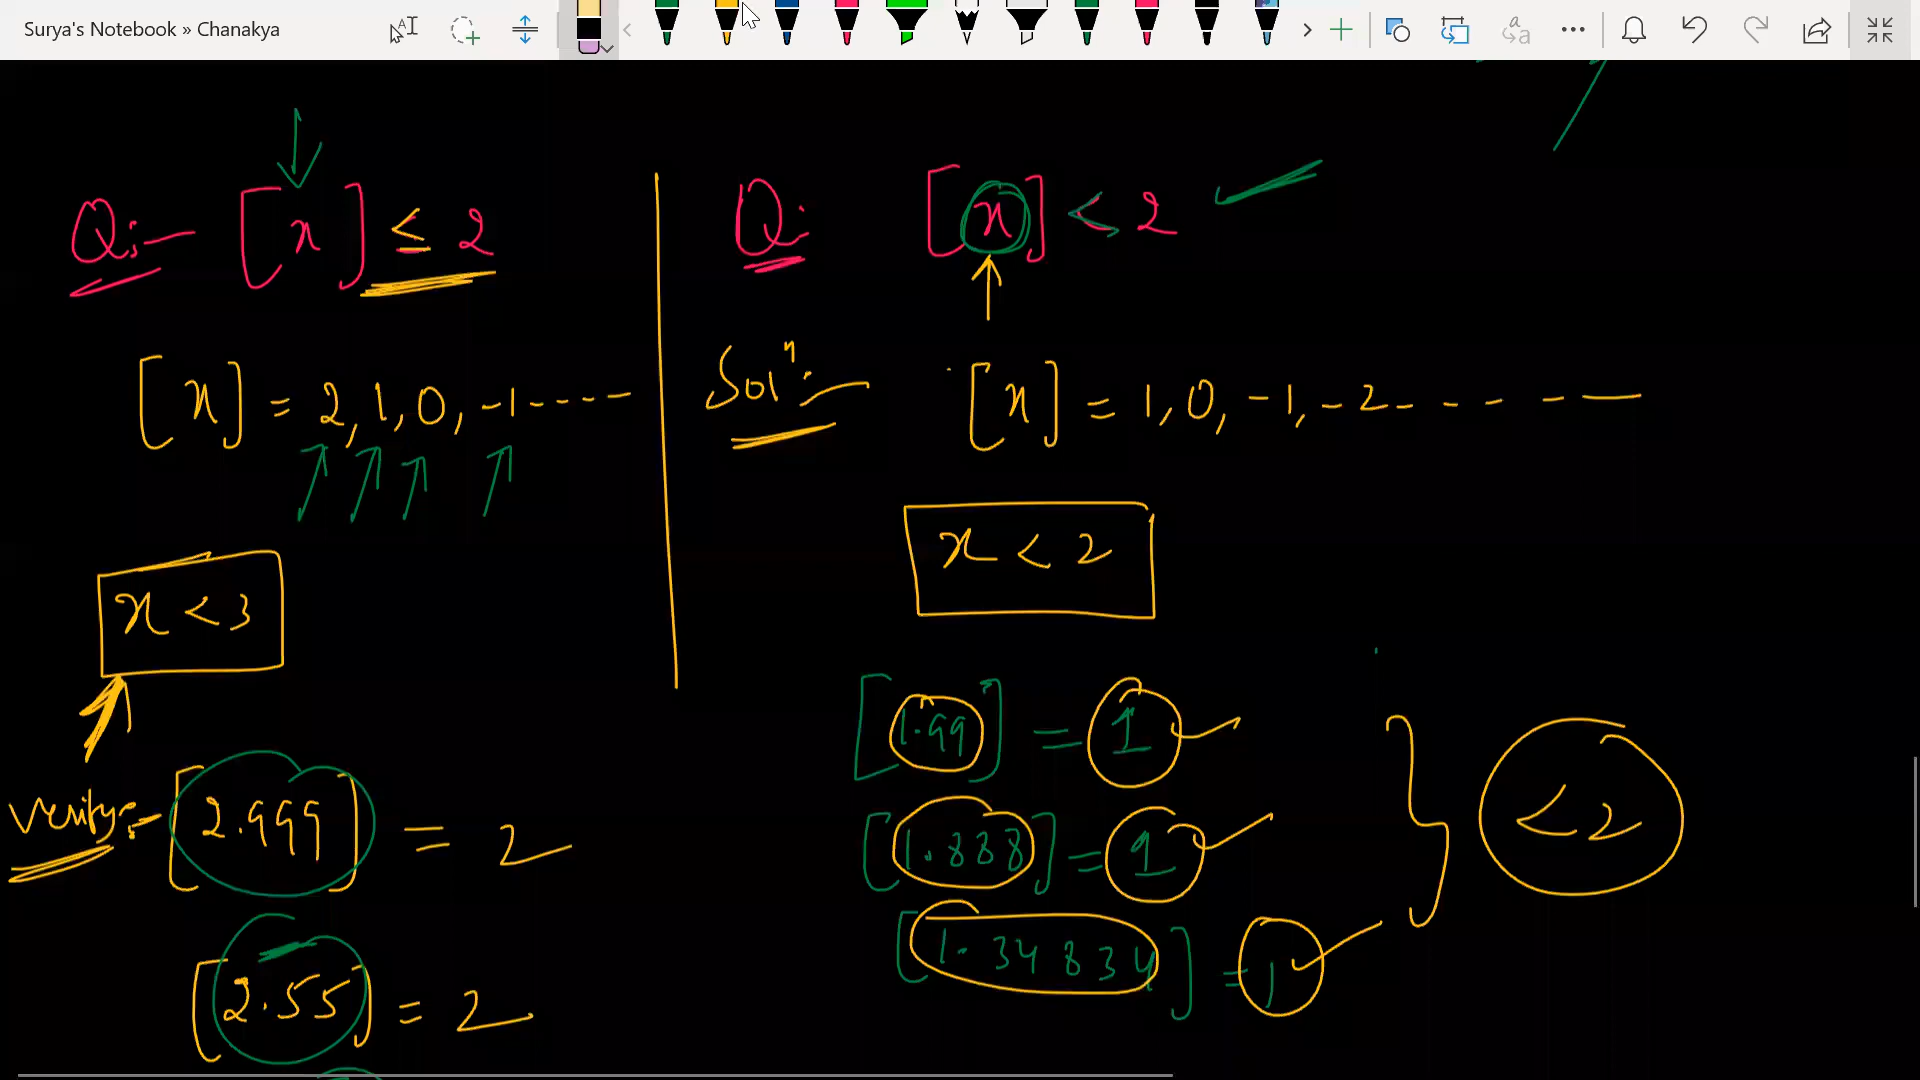 Surya's Notebook » Chanakya
Q:- [x] ≤ 2
[x] = 2, 1, 0, -1 ----
x < 3
Verify:- [2.999] = 2
[2.55] = 2
Q: [x] < 2
Solⁿ:- [x] = 1, 0, -1, -2 - - - - -
x < 2
[1.99] = 1
[1.888] = 1
[1.34834] = 1
< 2